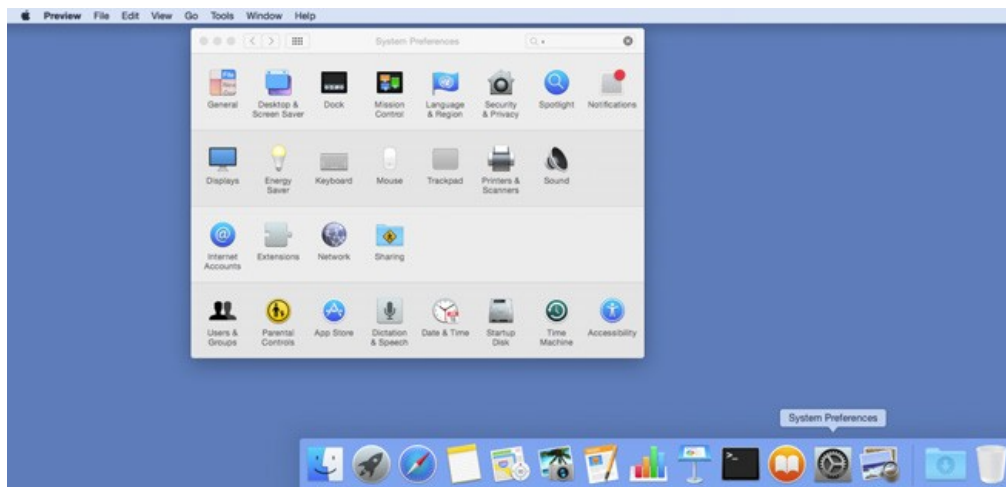 Preview File Edit View Go Tools Window Help
System Preferences
General
Desktop &
Screen Saver
Dock
Mission
Control
Language
& Region
Security
& Privacy
Spotlight
Notifications
Displays
Energy
Saver
Keyboard
Mouse
Trackpad
Printers &
Scanners
Sound
Internet
Accounts
Extensions
Network
Sharing
Users &
Groups
Parental
Controls
App Store
Dictation
& Speech
Date & Time
Startup
Disk
Time
Machine
Accessibility
System Preferences